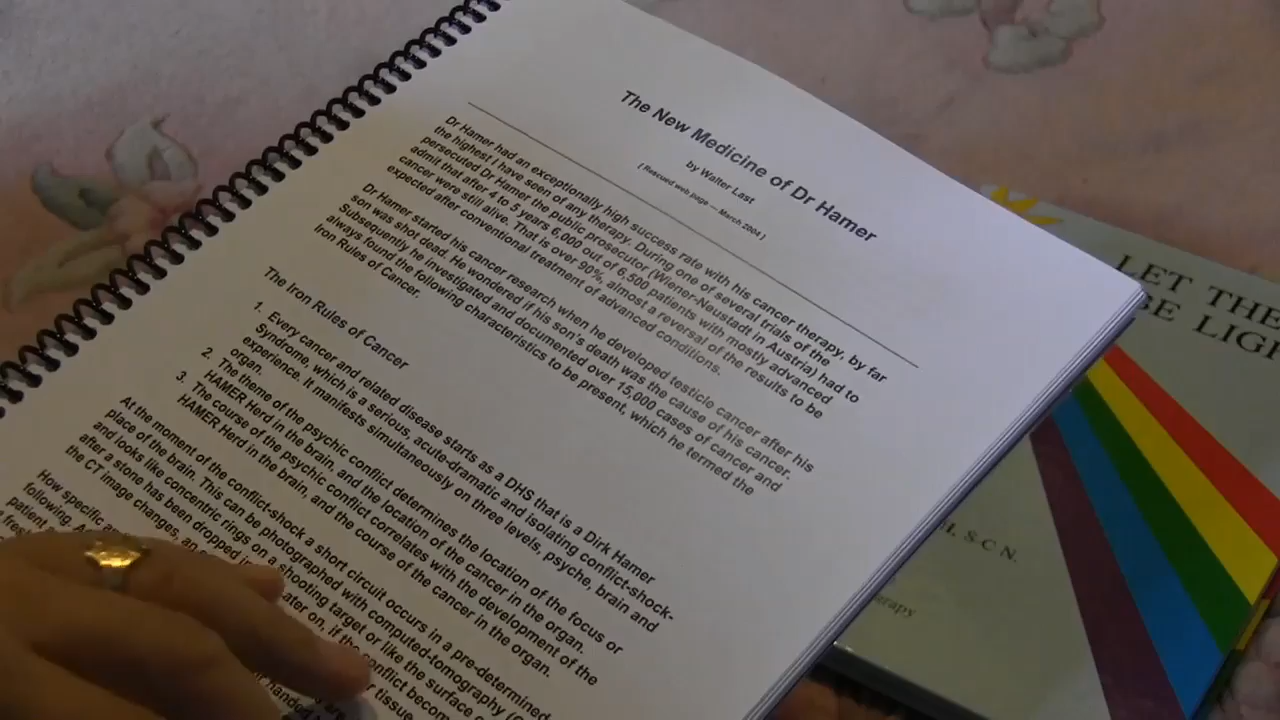 The New Medicine of Dr Hamer
by Walter Last
[ Rescued web page — March 2004 ]
Dr Hamer had an exceptionally high success rate with his cancer therapy, by far
the highest I have seen of any therapy. During one of several trials of the
persecuted Dr Hamer the public prosecutor (Wiener-Neustadt in Austria) had to
admit that after 4 to 5 years 6,000 out of 6,500 patients with mostly advanced
cancer were still alive. That is over 90%, almost a reversal of the results to be
expected after conventional treatment of advanced conditions.
Dr Hamer started his cancer research when he developed testicle cancer after his
son was shot dead. He wondered if his son's death was the cause of his cancer.
Subsequently he investigated and documented over 15,000 cases of cancer and
always found the following characteristics to be present, which he termed the
Iron Rules of Cancer.
The Iron Rules of Cancer
1. Every cancer and related disease starts as a DHS that is a Dirk Hamer
Syndrome, which is a serious, acute-dramatic and isolating conflict-shock-
experience. It manifests simultaneously on three levels, psyche, brain and
organ.
2. The theme of the psychic conflict determines the location of the focus or
HAMER Herd in the brain, and the location of the cancer in the organ.
3. The course of the psychic conflict correlates with the development of the
HAMER Herd in the brain, and the course of the cancer in the organ.
At the moment of the conflict-shock a short circuit occurs in a pre-determined
place of the brain. This can be photographed with computed-tomography
and looks like concentric rings on a shooting target or like the surface
after a stone has been dropped in
ater on, if the conflict becom
the CT image changes, an
tissue
How specific
following. A
patient
LET THE
BE LIGH
S·C N.
erapy